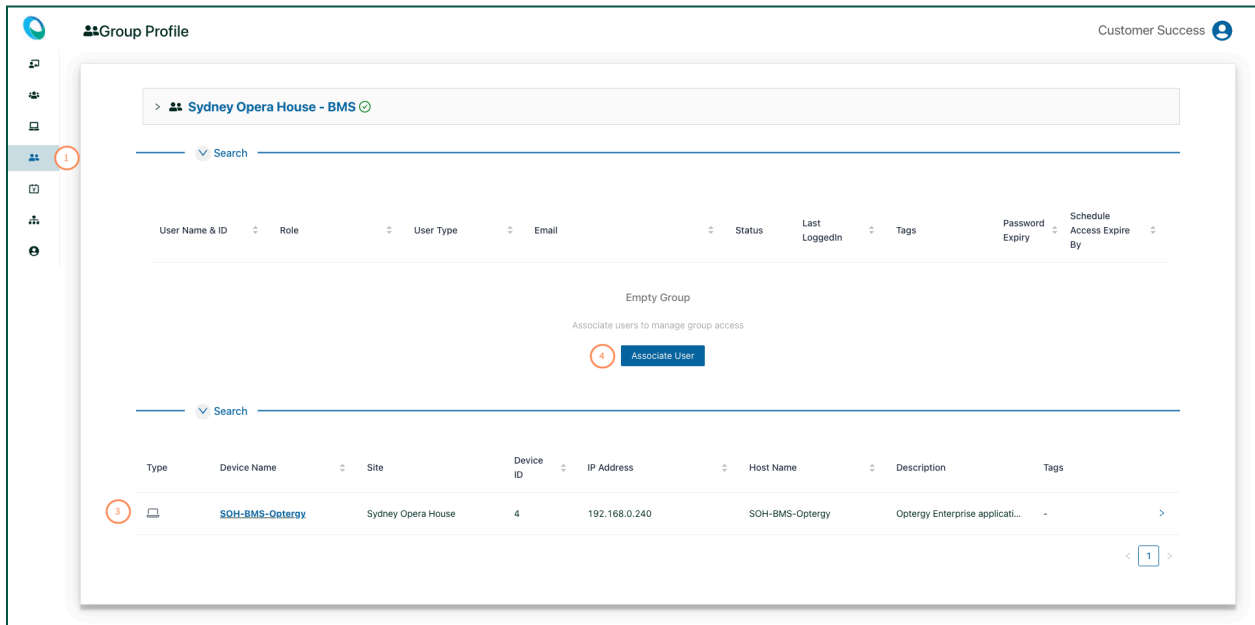 Group Profile
Customer Success
Sydney Opera House - BMS
1
Search
User Name & ID Role User Type Email Status Last LoggedIn Tags Password Expiry Schedule Access Expire By
Empty Group
Associate users to manage group access
4 Associate User
Search
Type Device Name Site Device ID IP Address Host Name Description Tags
3 SOH-BMS-Optergy Sydney Opera House 4 192.168.0.240 SOH-BMS-Optergy Optergy Enterprise applicati... - >
< 1 >